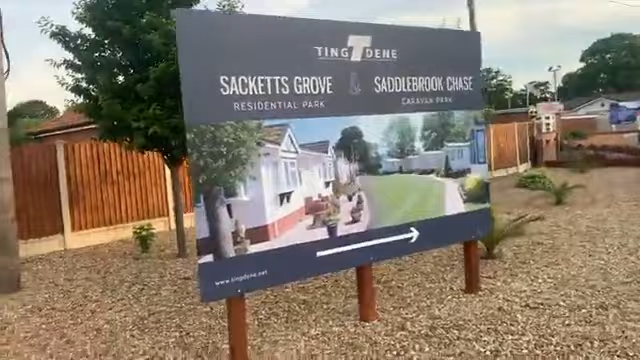 TINGDENE
SACKETTS GROVE & SADDLEBROOK CHASE
RESIDENTIAL PARK CARAVAN PARK
www.tingdene.net